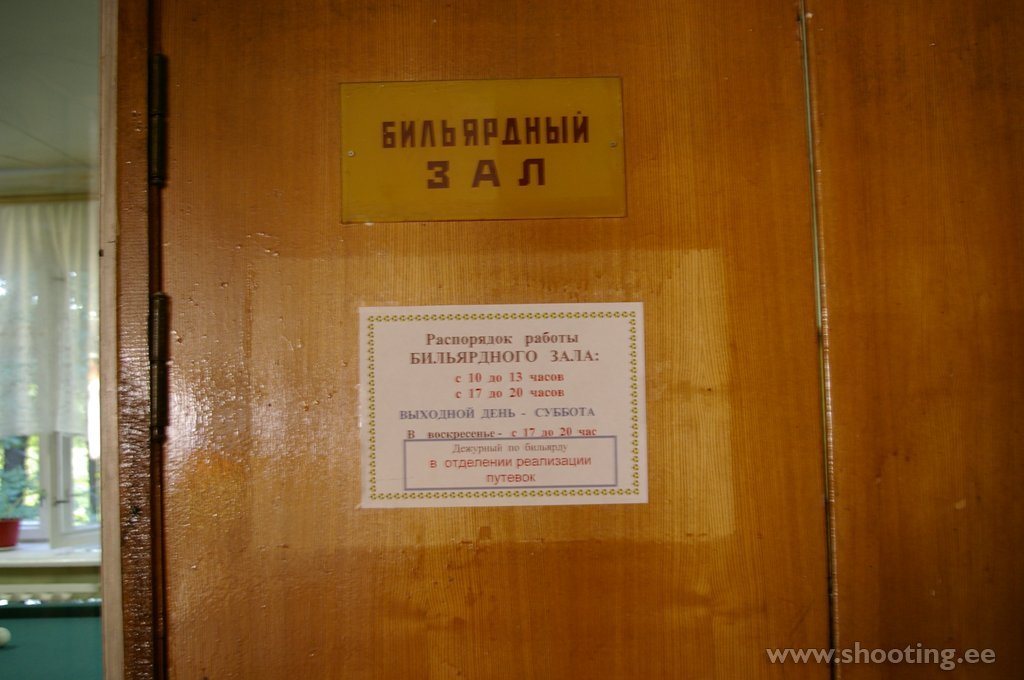 БИЛЬЯРДНЫЙ
ЗАЛ
Распорядок работы
БИЛЬЯРДНОГО ЗАЛА:
с 10 до 13 часов
с 17 до 20 часов
ВЫХОДНОЙ ДЕНЬ - СУББОТА
В воскресенье - с 17 до 20 час
Дежурный по бильярду
в отделении реализации
путевок
www.shooting.ee